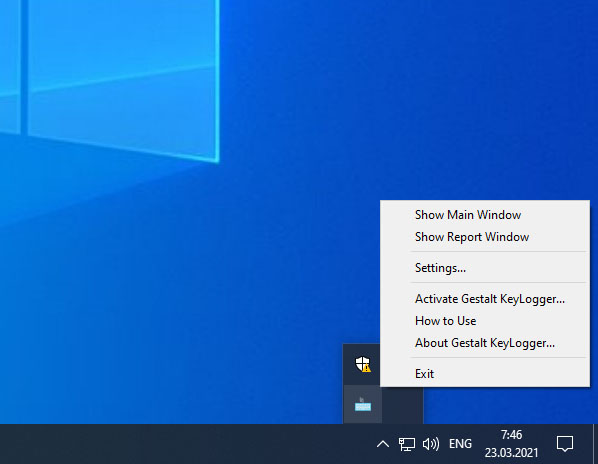 Show Main Window
Show Report Window
Settings...
Activate Gestalt KeyLogger...
How to Use
About Gestalt KeyLogger...
Exit
ENG
7:46
23.03.2021